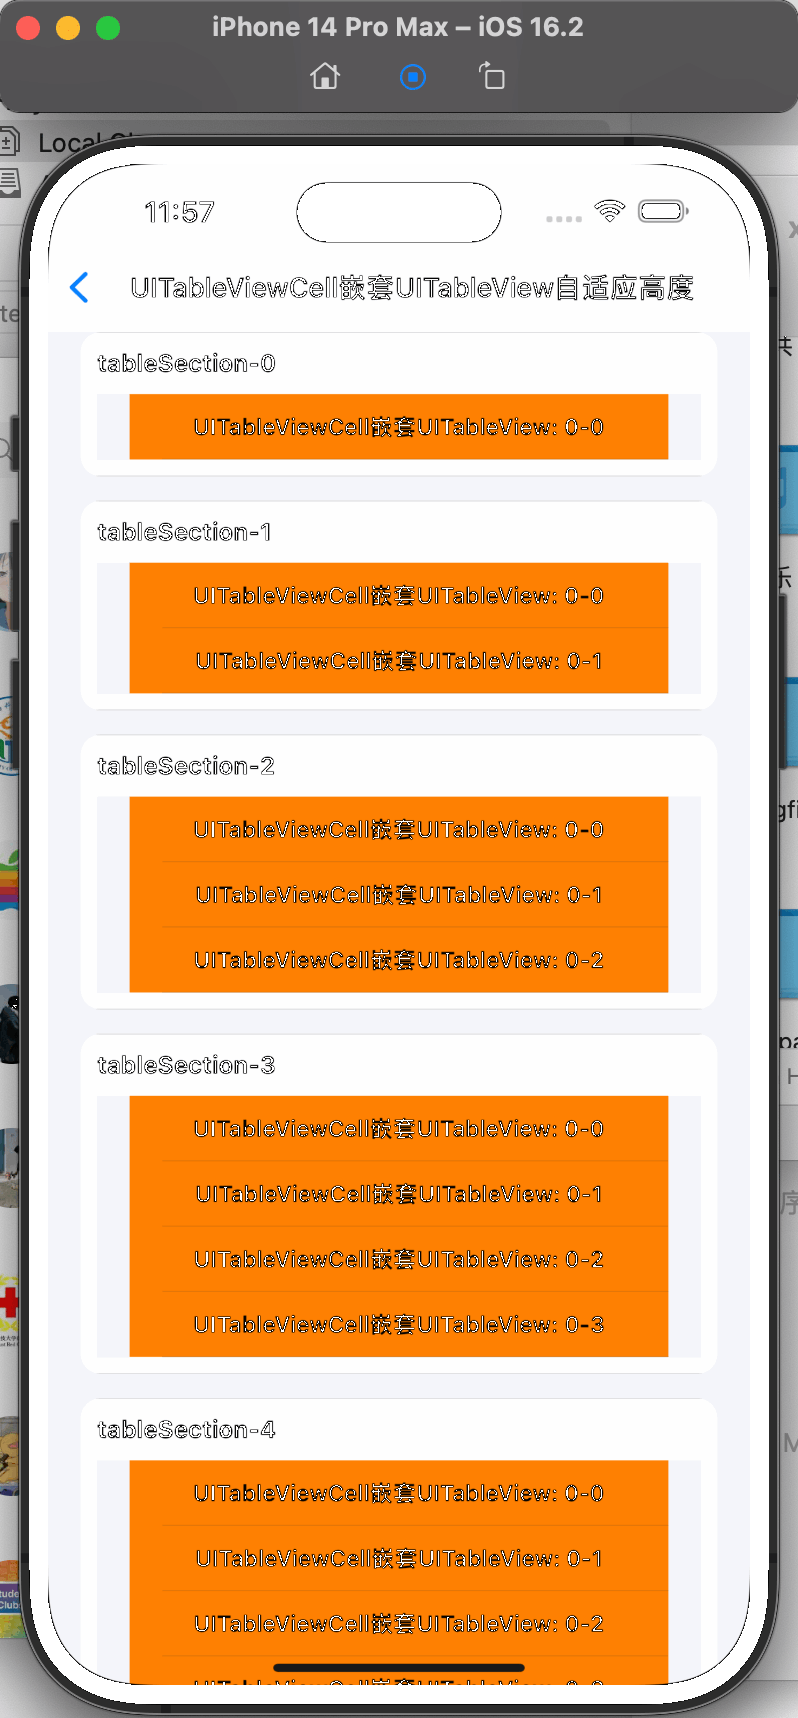 iPhone 14 Pro Max – iOS 16.2
11:57
UITableViewCell嵌套UITableView自适应高度
tableSection-0
UITableViewCell嵌套UITableView: 0-0
tableSection-1
UITableViewCell嵌套UITableView: 0-0
UITableViewCell嵌套UITableView: 0-1
tableSection-2
UITableViewCell嵌套UITableView: 0-0
UITableViewCell嵌套UITableView: 0-1
UITableViewCell嵌套UITableView: 0-2
tableSection-3
UITableViewCell嵌套UITableView: 0-0
UITableViewCell嵌套UITableView: 0-1
UITableViewCell嵌套UITableView: 0-2
UITableViewCell嵌套UITableView: 0-3
tableSection-4
UITableViewCell嵌套UITableView: 0-0
UITableViewCell嵌套UITableView: 0-1
UITableViewCell嵌套UITableView: 0-2